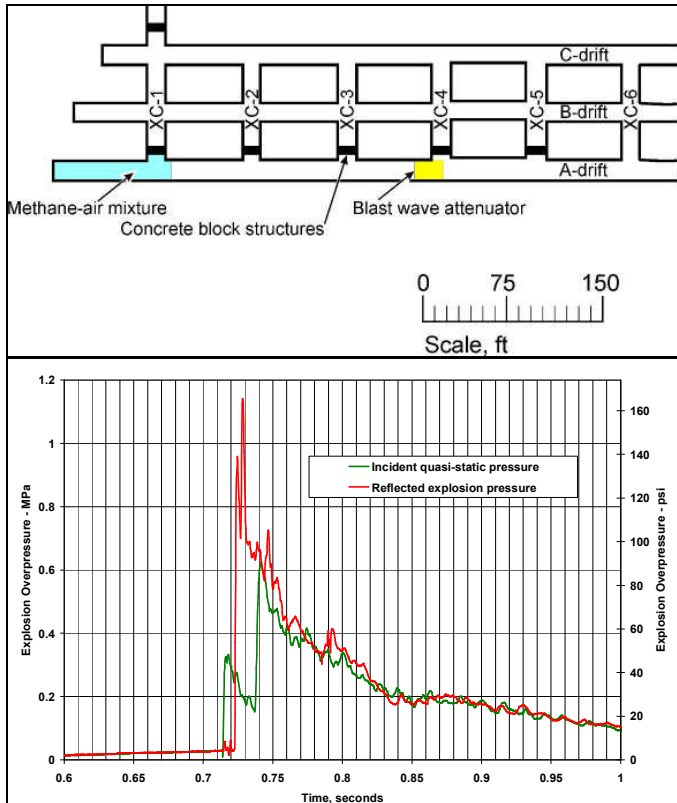 C-drift
XC-1
XC-2
XC-3
XC-4
XC-5
XC-6
B-drift
A-drift
Methane-air mixture
Blast wave attenuator
Concrete block structures
0 75 150
Scale, ft
1.2
1
0.8
0.6
0.4
0.2
0
Explosion Overpressure - MPa
Incident quasi-static pressure
Reflected explosion pressure
160
140
120
100
80
60
40
20
0
Explosion Overpressure - psi
0.6 0.65 0.7 0.75 0.8 0.85 0.9 0.95 1
Time, seconds